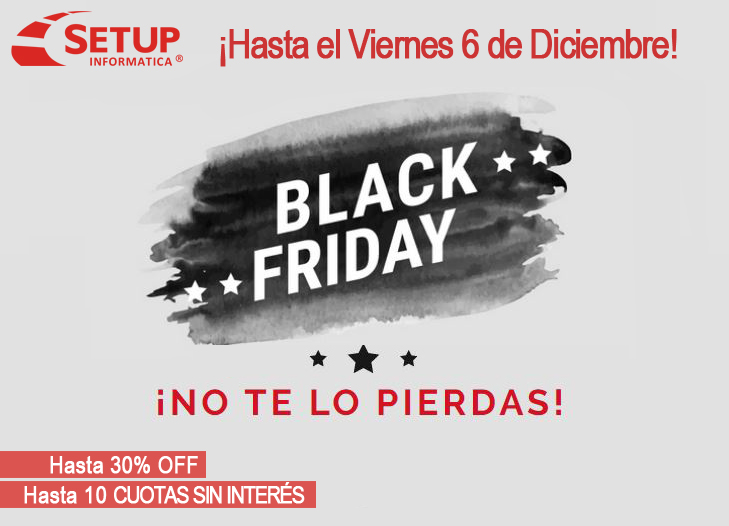 SETUP
INFORMATICA ®
¡Hasta el Viernes 6 de Diciembre!
BLACK
FRIDAY
¡NO TE LO PIERDAS!
Hasta 30% OFF
Hasta 10 CUOTAS SIN INTERÉS